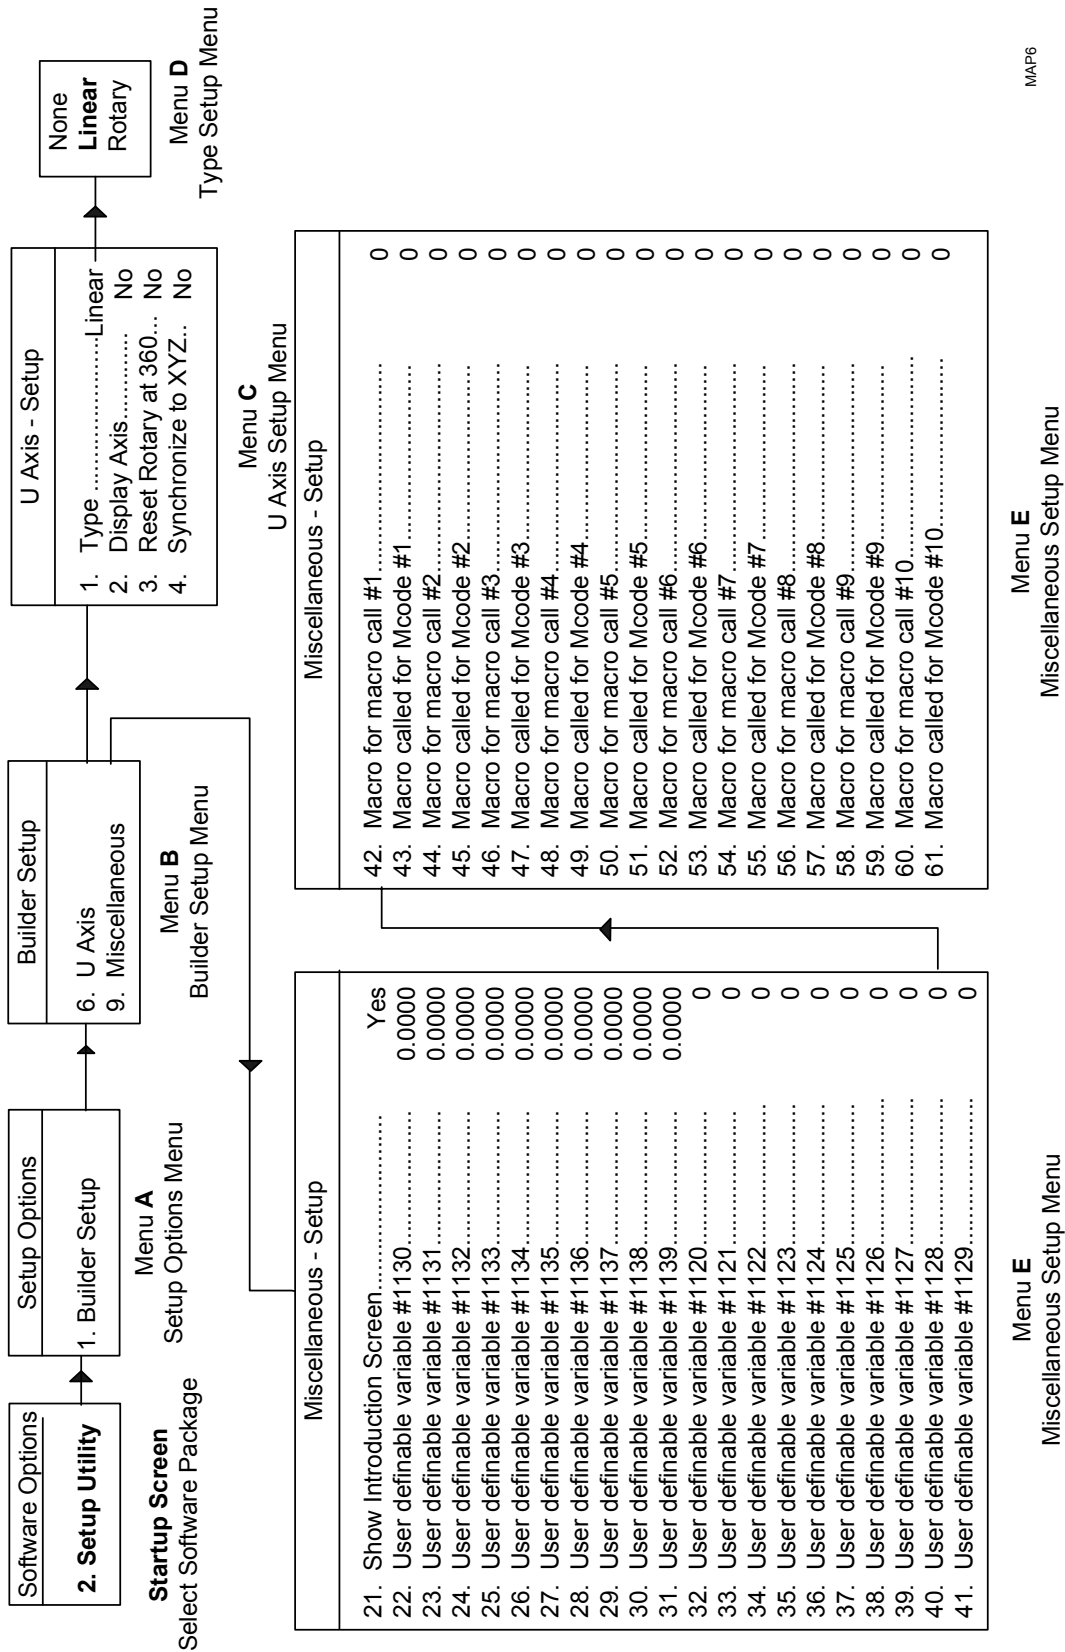 Software Options
2. Setup Utility
Startup Screen
Select Software Package
Setup Options
1. Builder Setup
Menu A
Setup Options Menu
Builder Setup
6. U Axis
9. Miscellaneous
Menu B
Builder Setup Menu
U Axis - Setup
1. Type ......................Linear
2. Display Axis............ No
3. Reset Rotary at 360... No
4. Synchronize to XYZ.. No
Menu C
U Axis Setup Menu
None
Linear
Rotary
Menu D
Type Setup Menu
Miscellaneous - Setup
21. Show Introduction Screen.......................... Yes
22. User definable variable #1130.................... 0.0000
23. User definable variable #1131.................... 0.0000
24. User definable variable #1132.................... 0.0000
25. User definable variable #1133.................... 0.0000
26. User definable variable #1134.................... 0.0000
27. User definable variable #1135.................... 0.0000
28. User definable variable #1136.................... 0.0000
29. User definable variable #1137.................... 0.0000
30. User definable variable #1138.................... 0.0000
31. User definable variable #1139.................... 0.0000
32. User definable variable #1120.................... 0
33. User definable variable #1121.................... 0
34. User definable variable #1122.................... 0
35. User definable variable #1123.................... 0
36. User definable variable #1124.................... 0
37. User definable variable #1125.................... 0
38. User definable variable #1126.................... 0
39. User definable variable #1127.................... 0
40. User definable variable #1128.................... 0
41. User definable variable #1129.................... 0
Menu E
Miscellaneous Setup Menu
Miscellaneous - Setup
42. Macro for macro call #1.............................. 0
43. Macro called for Mcode #1......................... 0
44. Macro for macro call #2.............................. 0
45. Macro called for Mcode #2......................... 0
46. Macro for macro call #3.............................. 0
47. Macro called for Mcode #3......................... 0
48. Macro for macro call #4.............................. 0
49. Macro called for Mcode #4......................... 0
50. Macro for macro call #5.............................. 0
51. Macro called for Mcode #5......................... 0
52. Macro for macro call #6.............................. 0
53. Macro called for Mcode #6......................... 0
54. Macro for macro call #7.............................. 0
55. Macro called for Mcode #7......................... 0
56. Macro for macro call #8.............................. 0
57. Macro called for Mcode #8......................... 0
58. Macro for macro call #9.............................. 0
59. Macro called for Mcode #9......................... 0
60. Macro for macro call #10............................ 0
61. Macro called for Mcode #10....................... 0
Menu E
Miscellaneous Setup Menu
MAP6